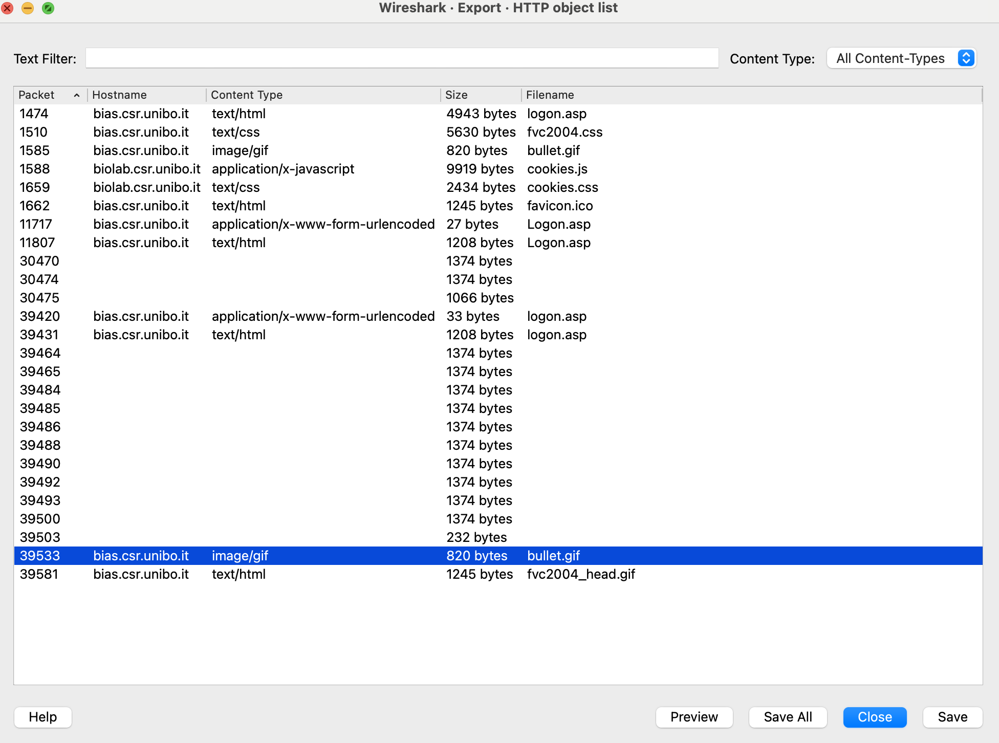 Wireshark · Export · HTTP object list
Text Filter: Content Type: All Content-Types
Packet Hostname Content Type Size Filename
1474 bias.csr.unibo.it text/html 4943 bytes logon.asp
1510 bias.csr.unibo.it text/css 5630 bytes fvc2004.css
1585 bias.csr.unibo.it image/gif 820 bytes bullet.gif
1588 biolab.csr.unibo.it application/x-javascript 9919 bytes cookies.js
1659 biolab.csr.unibo.it text/css 2434 bytes cookies.css
1662 bias.csr.unibo.it text/html 1245 bytes favicon.ico
11717 bias.csr.unibo.it application/x-www-form-urlencoded 27 bytes Logon.asp
11807 bias.csr.unibo.it text/html 1208 bytes Logon.asp
30470 1374 bytes
30474 1374 bytes
30475 1066 bytes
39420 bias.csr.unibo.it application/x-www-form-urlencoded 33 bytes logon.asp
39431 bias.csr.unibo.it text/html 1208 bytes logon.asp
39464 1374 bytes
39465 1374 bytes
39484 1374 bytes
39485 1374 bytes
39486 1374 bytes
39488 1374 bytes
39490 1374 bytes
39492 1374 bytes
39493 1374 bytes
39500 1374 bytes
39503 232 bytes
39533 bias.csr.unibo.it image/gif 820 bytes bullet.gif
39581 bias.csr.unibo.it text/html 1245 bytes fvc2004_head.gif
Help Preview Save All Close Save